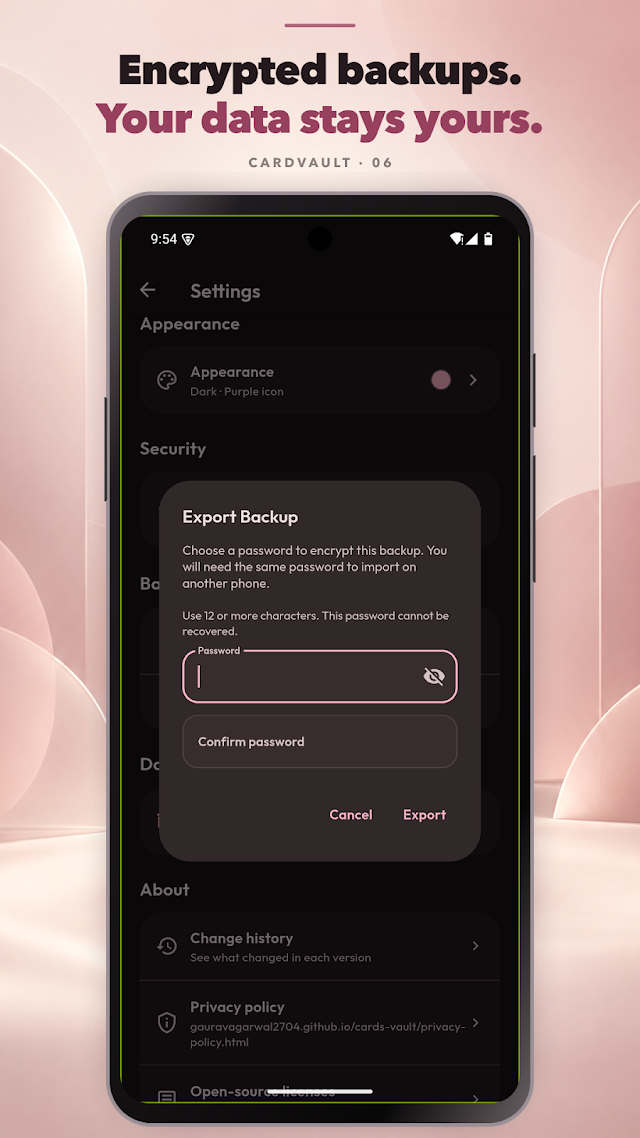 Encrypted backups.
Your data stays yours.
CARDVAULT · 06
9:54
Settings
Appearance
Appearance
Dark · Purple icon
Security
Export Backup
Choose a password to encrypt this backup. You
will need the same password to import on
another phone.
Ba
Use 12 or more characters. This password cannot be
recovered.
Password
Confirm password
Da
Cancel
Export
About
Change history
See what changed in each version
Privacy policy
gauravagarwal2704.github.io/cards-vault/privacy-
policy.html
Open-source licenses